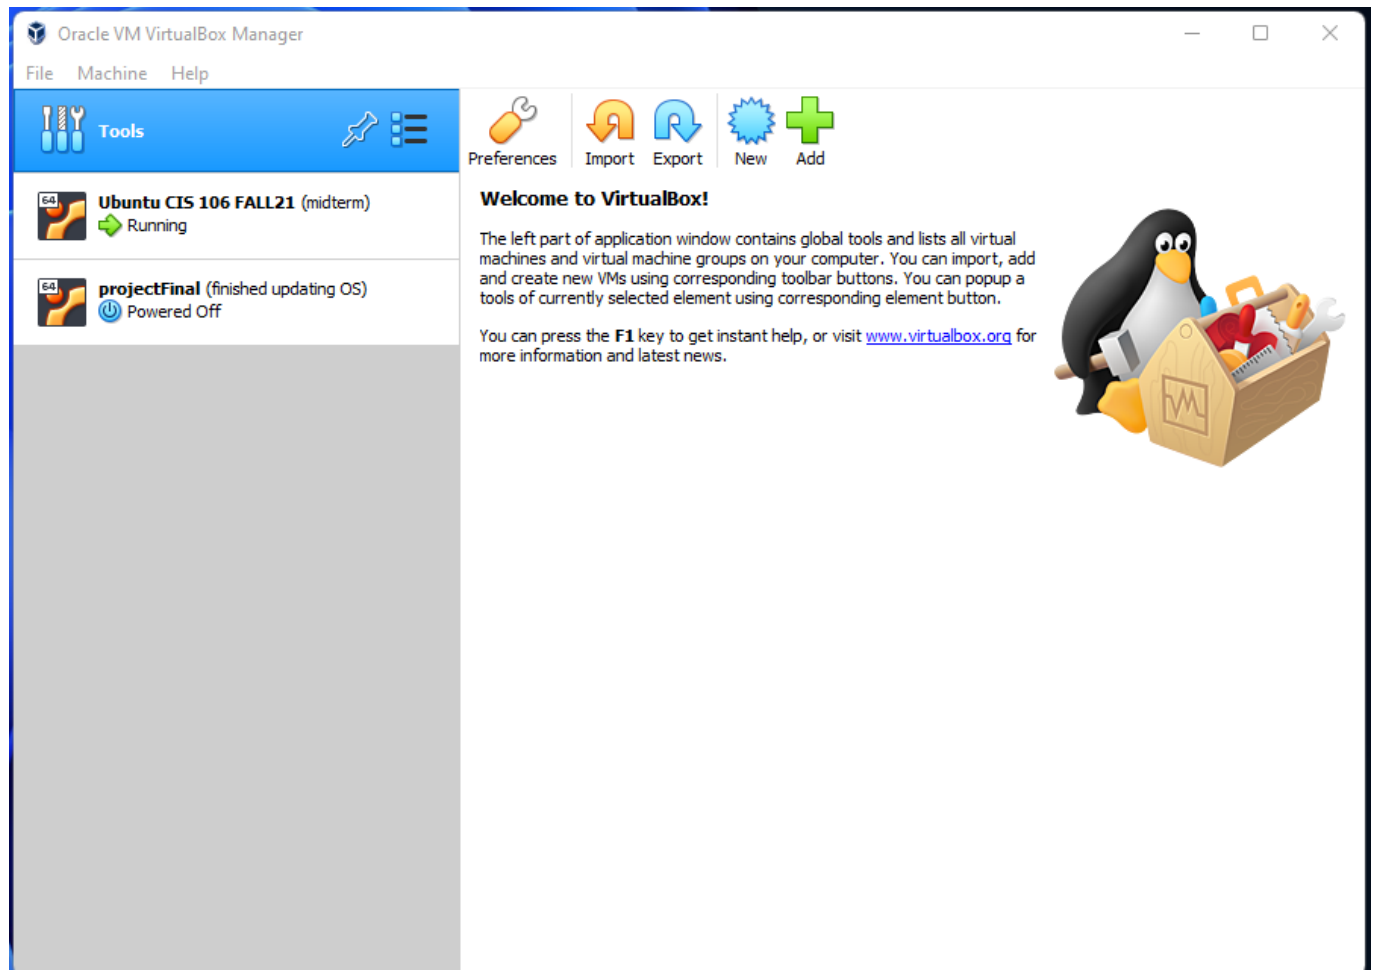 Oracle VM VirtualBox Manager
File Machine Help
Tools
Preferences Import Export New Add
64
Ubuntu CIS 106 FALL21 (midterm)
Running
64
projectFinal (finished updating OS)
Powered Off
Welcome to VirtualBox!
The left part of application window contains global tools and lists all virtual
machines and virtual machine groups on your computer. You can import, add
and create new VMs using corresponding toolbar buttons. You can popup a
tools of currently selected element using corresponding element button.
You can press the F1 key to get instant help, or visit www.virtualbox.org for
more information and latest news.